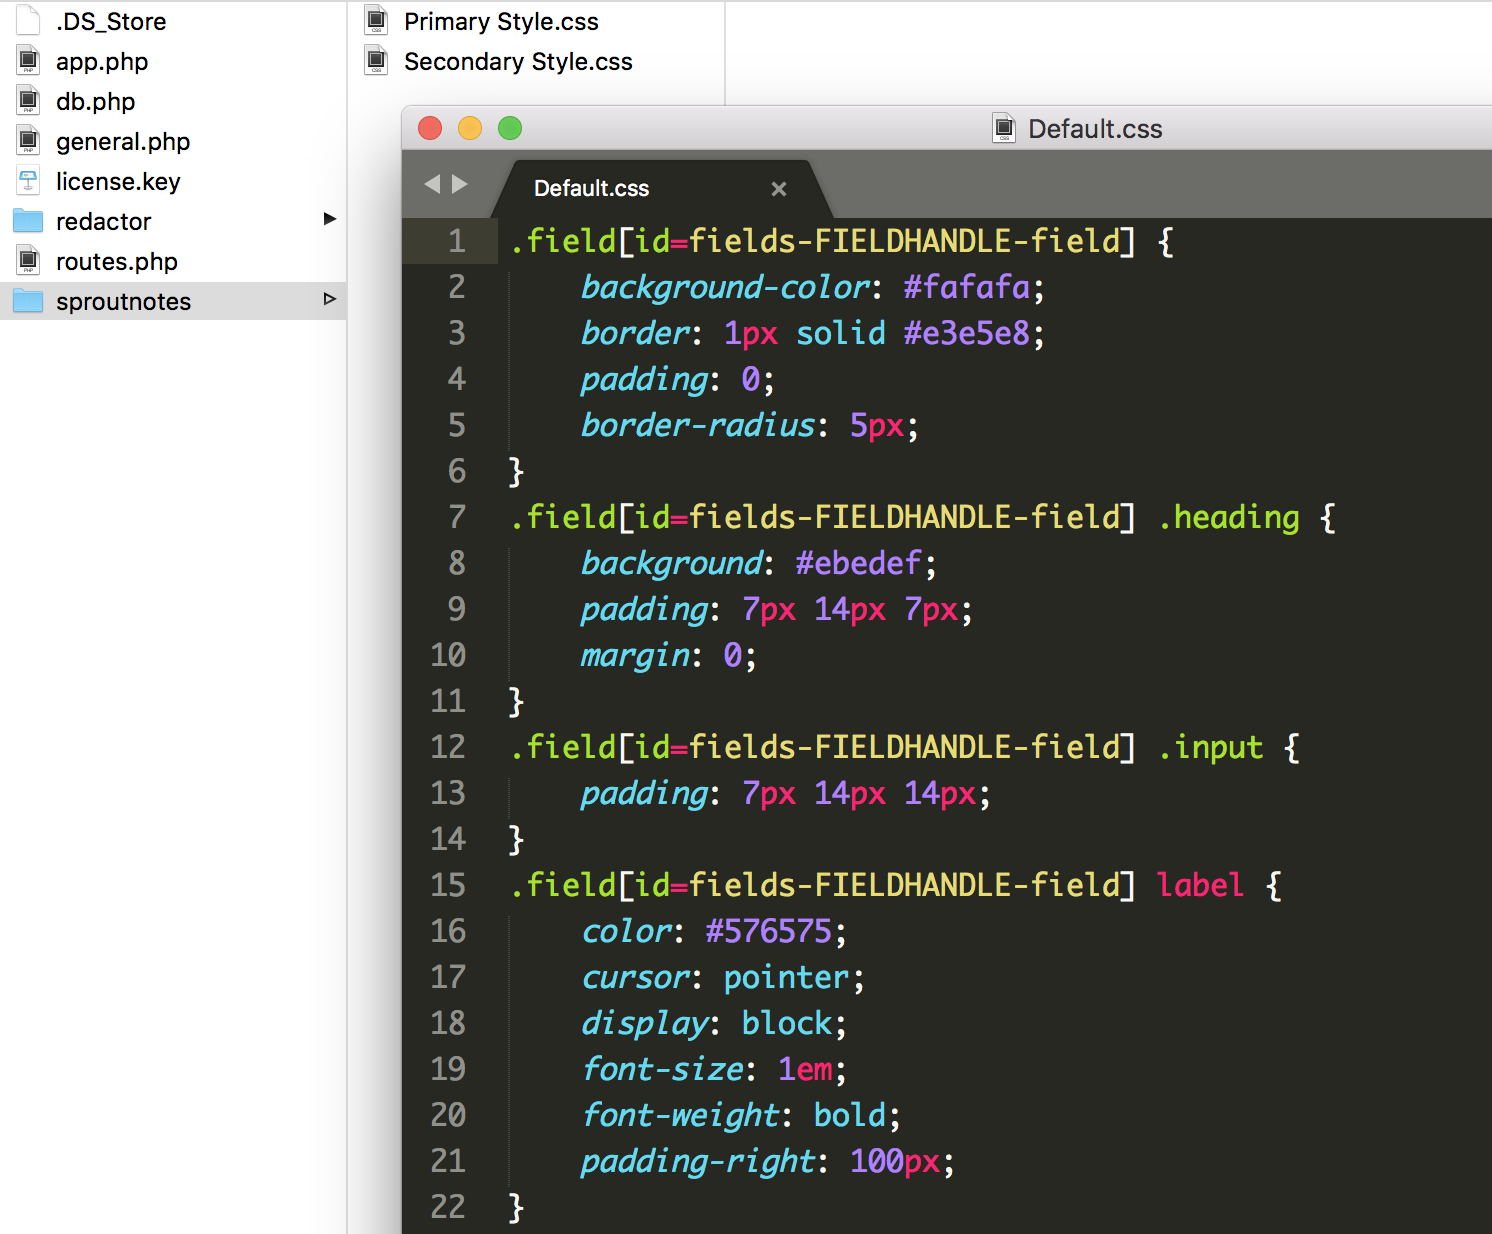 .DS_Store
app.php
db.php
general.php
license.key
redactor
routes.php
sproutnotes
Primary Style.css
Secondary Style.css
Default.css
Default.css
1 .field[id=fields-FIELDHANDLE-field] {
2 background-color: #fafafa;
3 border: 1px solid #e3e5e8;
4 padding: 0;
5 border-radius: 5px;
6 }
7 .field[id=fields-FIELDHANDLE-field] .heading {
8 background: #ebedef;
9 padding: 7px 14px 7px;
10 margin: 0;
11 }
12 .field[id=fields-FIELDHANDLE-field] .input {
13 padding: 7px 14px 14px;
14 }
15 .field[id=fields-FIELDHANDLE-field] label {
16 color: #576575;
17 cursor: pointer;
18 display: block;
19 font-size: 1em;
20 font-weight: bold;
21 padding-right: 100px;
22 }